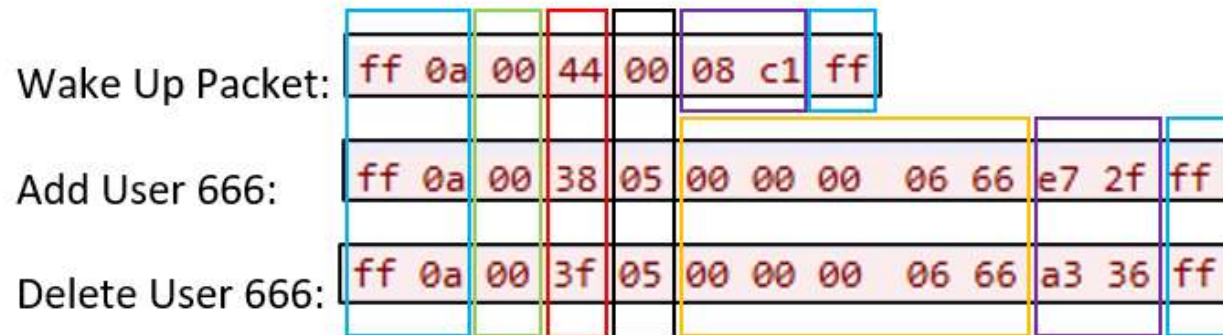 Wake Up Packet: ff 0a 00 44 00 08 c1 ff
Add User 666: ff 0a 00 38 05 00 00 00 06 66 e7 2f ff
Delete User 666: ff 0a 00 3f 05 00 00 00 06 66 a3 36 ff